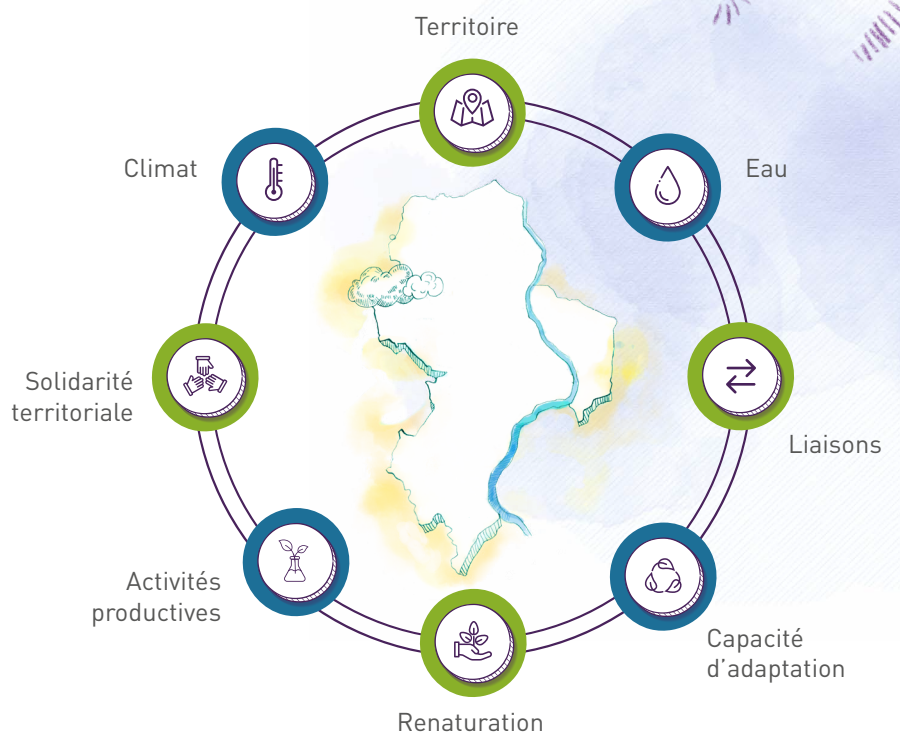 Territoire
Climat
Eau
Solidarité
territoriale
Liaisons
Activités
productives
Capacité
d’adaptation
Renaturation